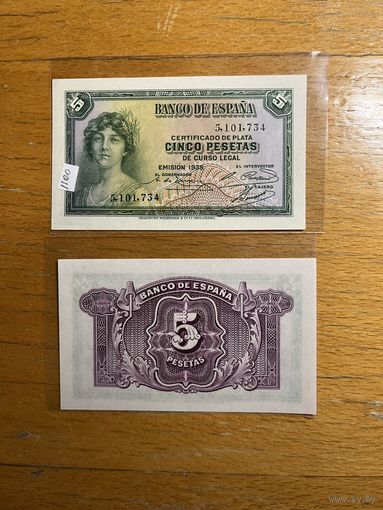 5
BANCO DE ESPAÑA
5
5,101,734
CERTIFICADO DE PLATA
CINCO PESETAS
DE CURSO LEGAL
EMISION 1935
EL GOBERNADOR
EL INTERVENTOR
EL CAJERO
5,101,734
1100
BANCO DE ESPAÑA
5
PESETAS
www.ay.by